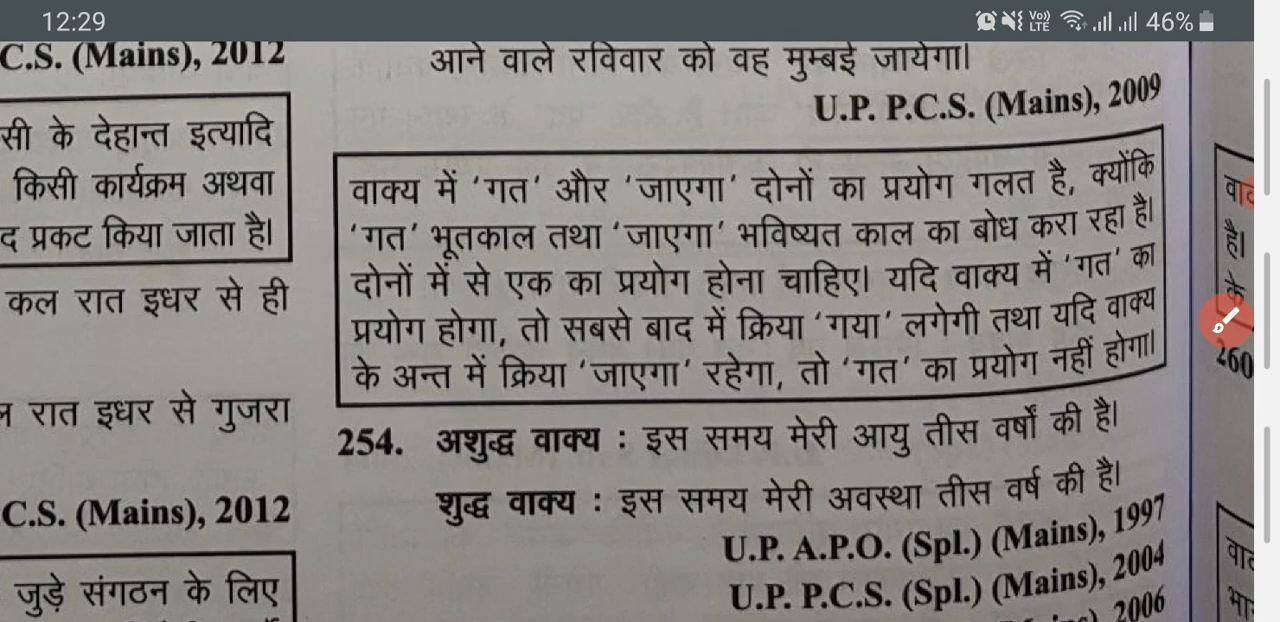 12:29
Vo)) LTE 46%
C.S. (Mains), 2012
सी के देहान्त इत्यादि
किसी कार्यक्रम अथवा
द प्रकट किया जाता है।
कल रात इधर से ही
रात इधर से गुजरा
C.S. (Mains), 2012
जुड़े संगठन के लिए
आने वाले रविवार को वह मुम्बई जायेगा।
U.P. P.C.S. (Mains), 2009
वाक्य में 'गत' और 'जाएगा' दोनों का प्रयोग गलत है, क्योंकि
'गत' भूतकाल तथा 'जाएगा' भविष्यत काल का बोध करा रहा है।
दोनों में से एक का प्रयोग होना चाहिए। यदि वाक्य में 'गत' का
प्रयोग होगा, तो सबसे बाद में क्रिया 'गया' लगेगी तथा यदि वाक्य
के अन्त में क्रिया 'जाएगा' रहेगा, तो 'गत' का प्रयोग नहीं होगा।
254. अशुद्ध वाक्य : इस समय मेरी आयु तीस वर्षों की है।
शुद्ध वाक्य : इस समय मेरी अवस्था तीस वर्ष की है।
U.P. A.P.O. (Spl.) (Mains), 1997
U.P. P.C.S. (Spl.) (Mains), 2004
2006
है।
के
260